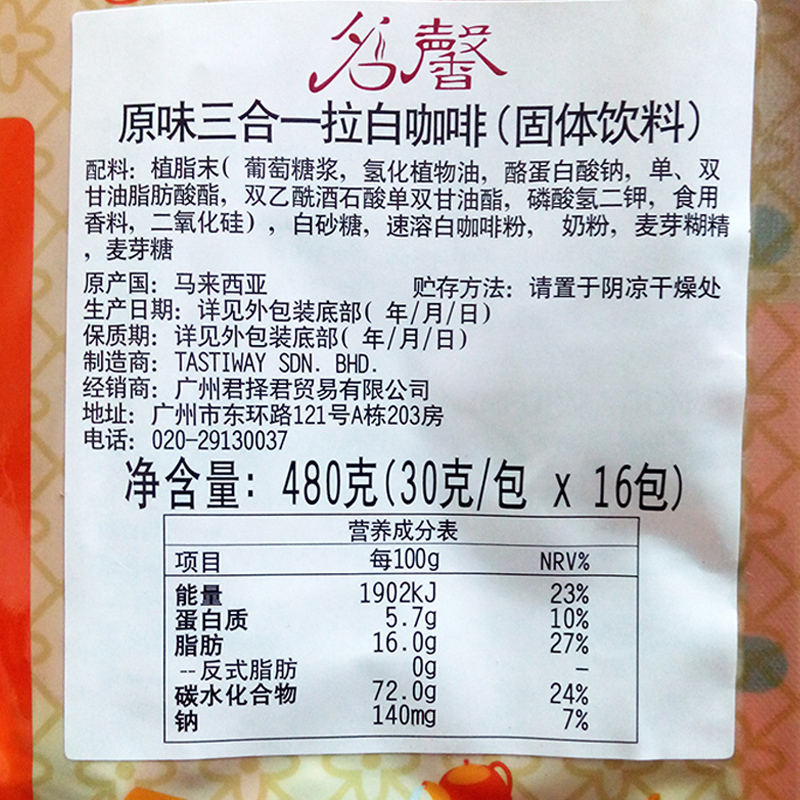 茗馨
原味三合一拉白咖啡(固体饮料)
配料: 植脂末( 葡萄糖浆, 氢化植物油, 酪蛋白酸钠, 单、双
甘油脂肪酸酯, 双乙酰酒石酸单双甘油酯, 磷酸氢二钾, 食用
香料, 二氧化硅), 白砂糖, 速溶白咖啡粉, 奶粉, 麦芽糊精
, 麦芽糖
原产国: 马来西亚 贮存方法: 请置于阴凉干燥处
生产日期: 详见外包装底部( 年/月/日)
保质期: 详见外包装底部( 年/月/日)
制造商: TASTIWAY SDN. BHD.
经销商: 广州君择君贸易有限公司
地址: 广州市东环路121号A栋203房
电话: 020-29130037
净含量: 480克(30克/包 x 16包)
营养成分表
项目 每100g NRV%
能量 1902kJ 23%
蛋白质 5.7g 10%
脂肪 16.0g 27%
--反式脂肪 0g –
碳水化合物 72.0g 24%
钠 140mg 7%